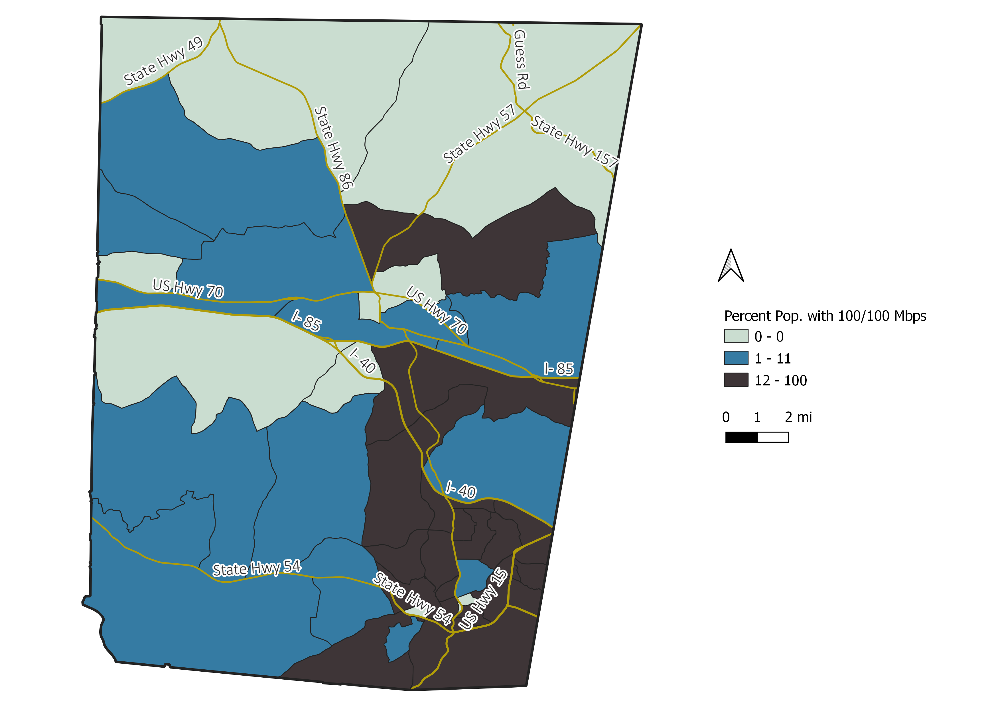 State Hwy 49
Guess Rd
State Hwy 57
State Hwy 157
State Hwy 86
US Hwy 70
US Hwy 70
I- 85
I- 40
I- 85
I- 40
State Hwy 54
State Hwy 54
US Hwy 15
Percent Pop. with 100/100 Mbps
0 - 0
1 - 11
12 - 100
0 1 2 mi